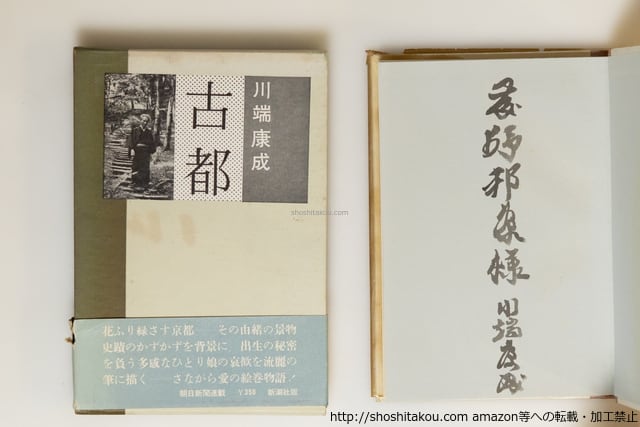 川端康成
古都
shoshitakou.com
花ふり緑さす京都――その由緒の景物
史蹟のかずかずを背景に 出生の秘密
を負う多感なひとり娘の哀歓を流麗の
筆に描く――さながら愛の絵巻物語!
朝日新聞連載 ¥350 新潮社版
様
川端康成
http://shoshitakou.com amazon等への転載・加工禁止